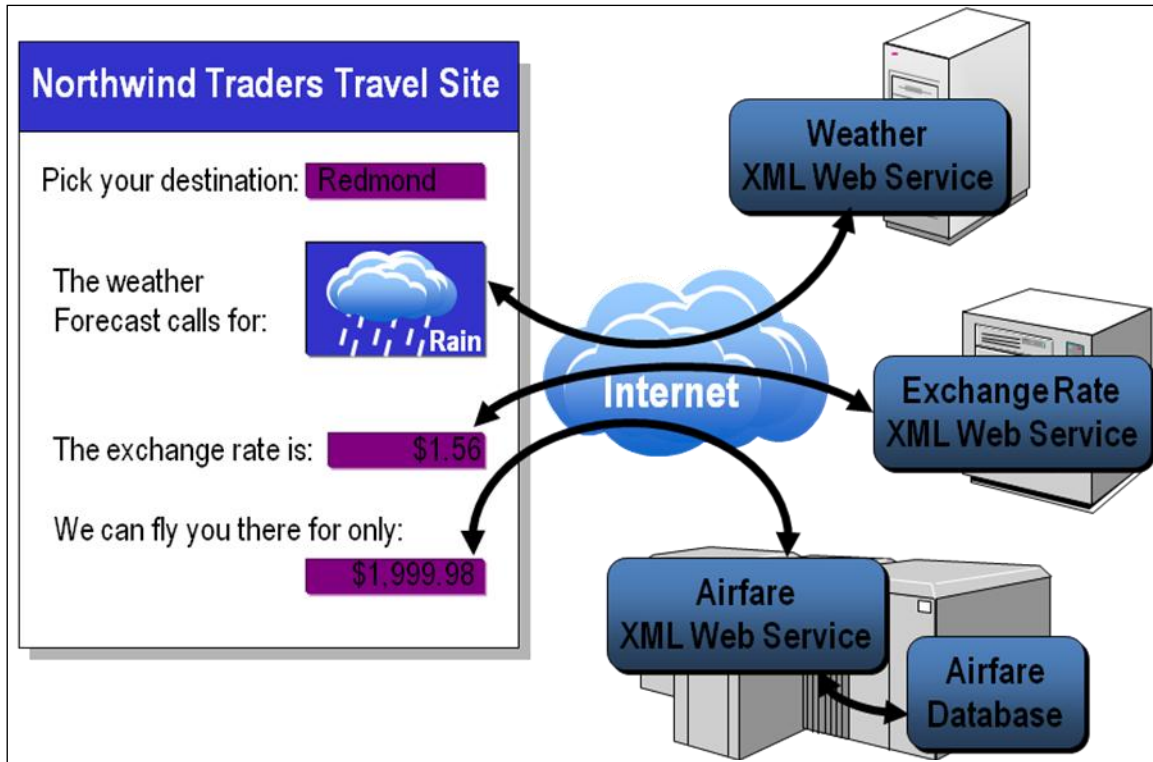 Northwind Traders Travel Site
Pick your destination: Redmond
The weather
Forecast calls for:
Rain
The exchange rate is: $1.56
We can fly you there for only:
$1,999.98
Internet
Weather
XML Web Service
Exchange Rate
XML Web Service
Airfare
XML Web Service
Airfare
Database